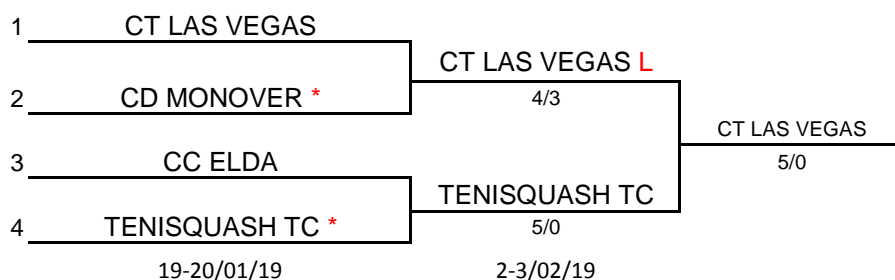 1 CT LAS VEGAS
CT LAS VEGAS L
2 CD MONOVER *
4/3
CT LAS VEGAS
5/0
3 CC ELDA
TENISQUASH TC
4 TENISQUASH TC *
5/0
19-20/01/19
2-3/02/19